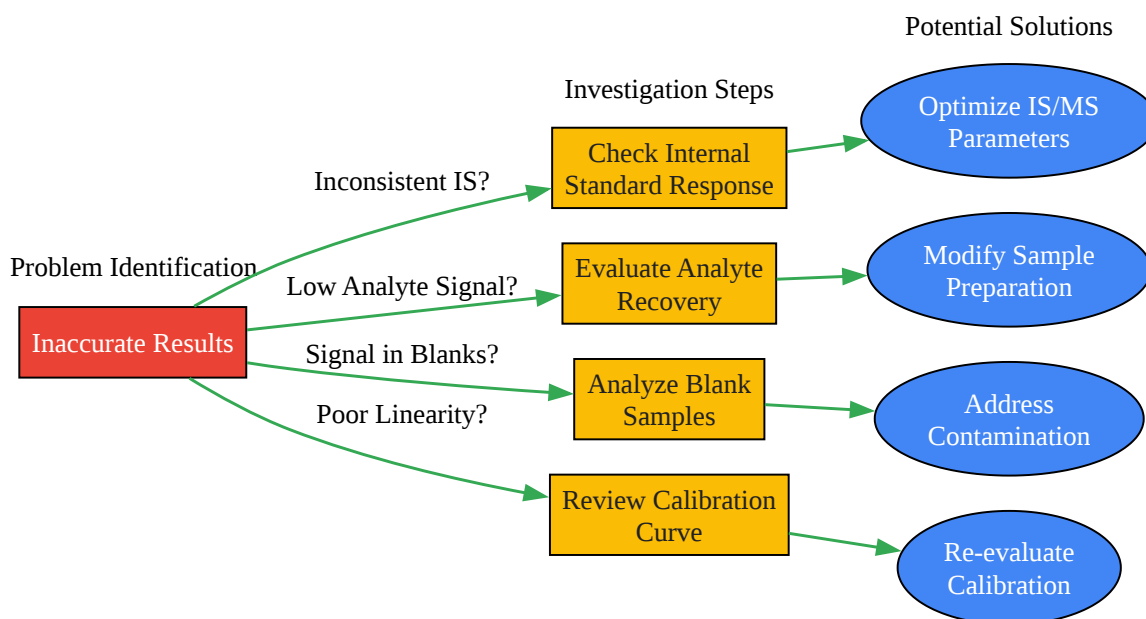 Problem Identification
Inaccurate Results
Inconsistent IS?
Low Analyte Signal?
Signal in Blanks?
Poor Linearity?
Investigation Steps
Check Internal
Standard Response
Evaluate Analyte
Recovery
Analyze Blank
Samples
Review Calibration
Curve
Potential Solutions
Optimize IS/MS
Parameters
Modify Sample
Preparation
Address
Contamination
Re-evaluate
Calibration